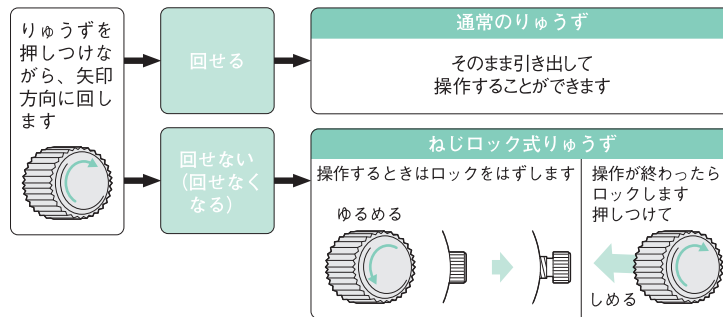 りゅうずを
押しつけな
がら、矢印
方向に回し
ます
回せる
通常のりゅうず
そのまま引き出して
操作することができます
回せない
（回せなく
なる）
ねじロック式りゅうず
操作するときはロックをはずします
ゆるめる
操作が終わったら
ロックします
押しつけて
しめる